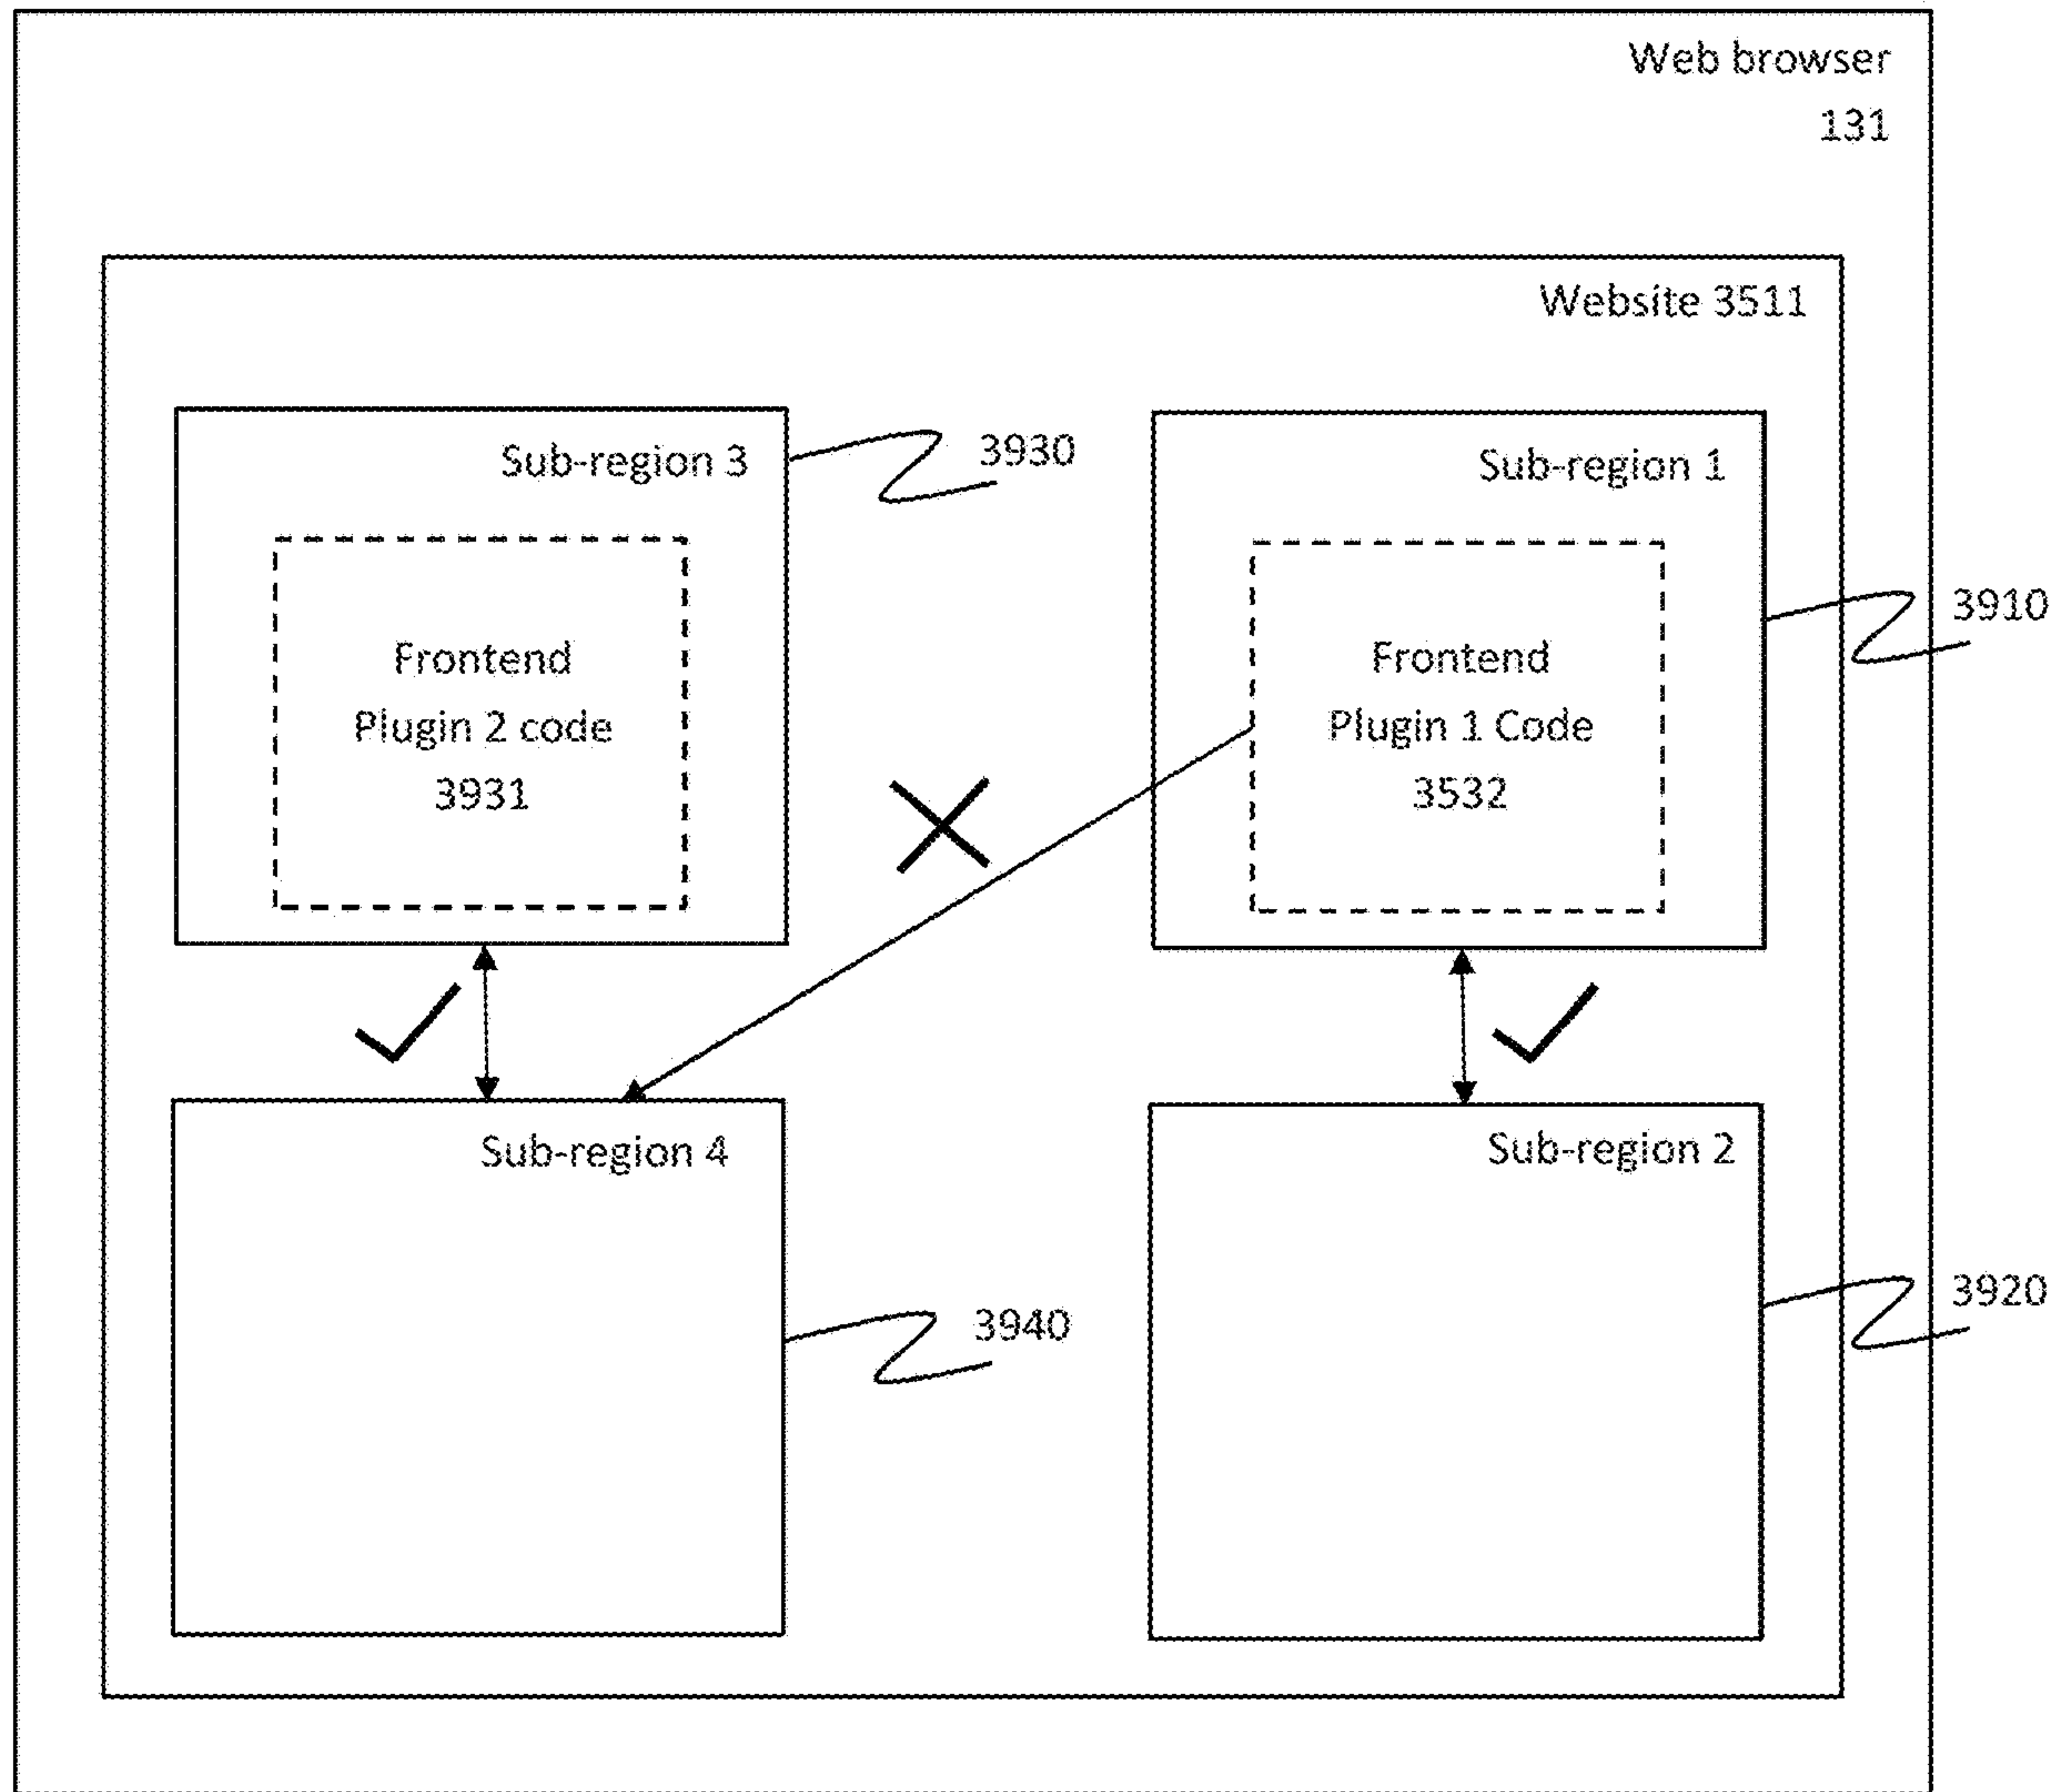 Web browser
131
Website 3511
Sub-region 3
3930
Frontend
Plugin 2 code
3931
Sub-region 1
3910
Frontend
Plugin 1 Code
3532
Sub-region 4
3940
Sub-region 2
3920